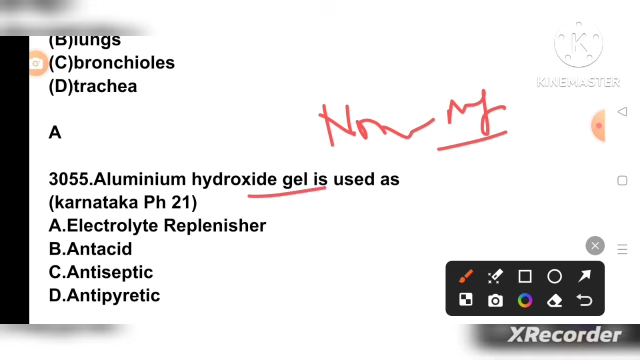 (B)lungs
(C)bronchioles
(D)trachea
KINEMASTER
A
3055.Aluminium hydroxide gel is used as
(karnataka Ph 21)
A.Electrolyte Replenisher
B.Antacid
C.Antiseptic
D.Antipyretic
XRecorder